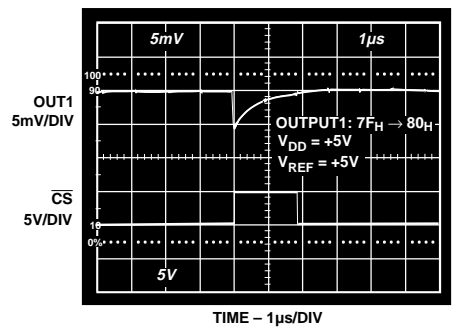 5mV 1µs
100
90
OUT1
5mV/DIV
OUTPUT1: 7FH → 80H
VDD = +5V
VREF = +5V
CS
5V/DIV
10
0%
5V
TIME – 1µs/DIV